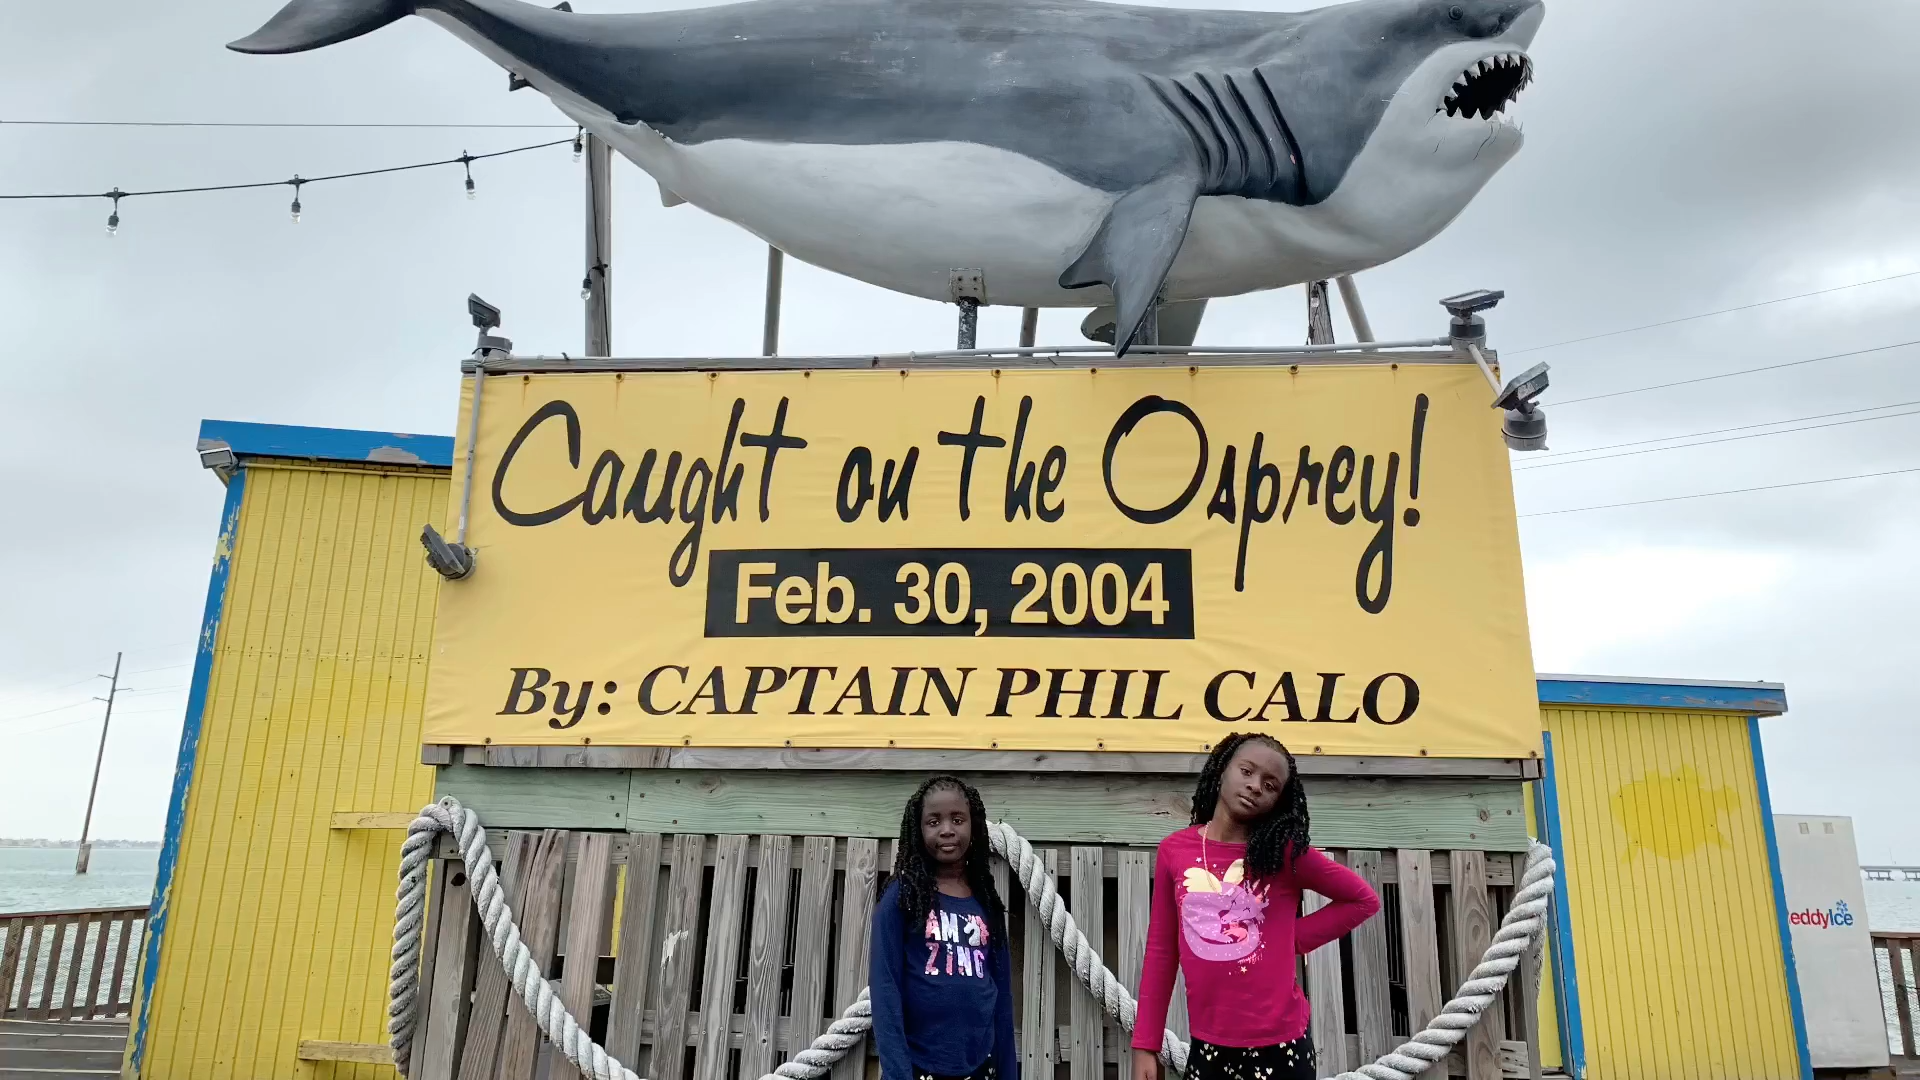 Caught on the Osprey!
Feb. 30, 2004
By: CAPTAIN PHIL CALO
AM
ZING
eddyIce